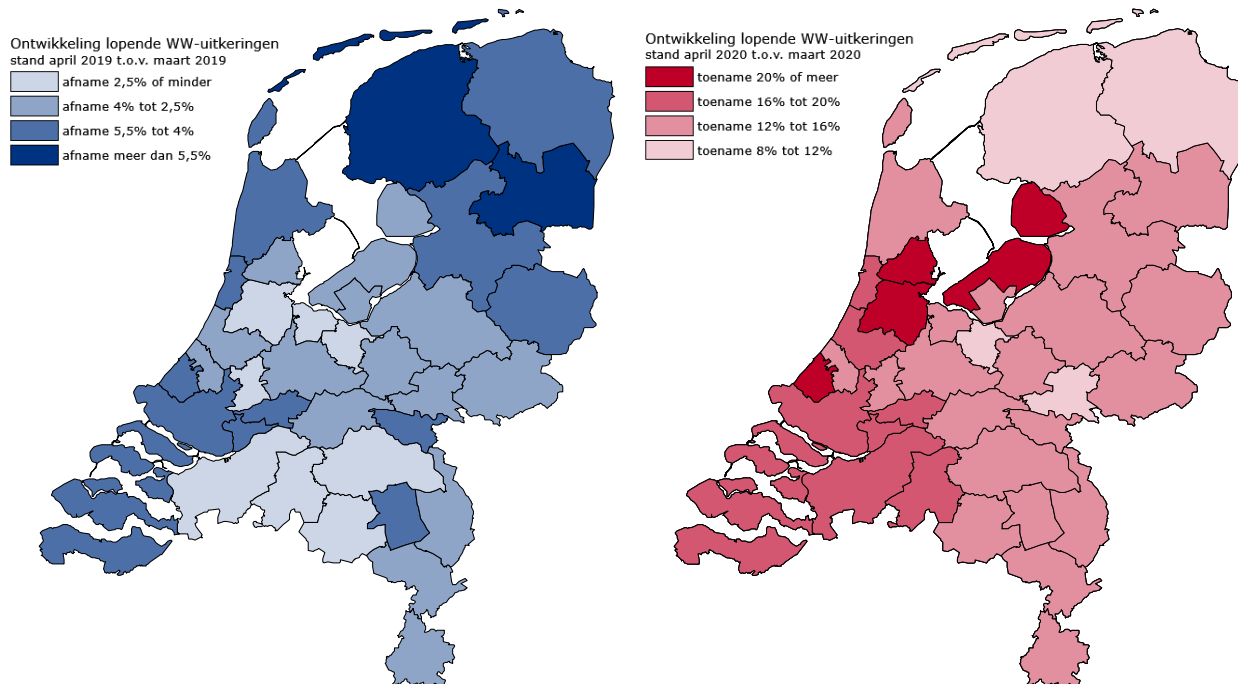 Ontwikkeling lopende WW-uitkeringen
stand april 2019 t.o.v. maart 2019
afname 2,5% of minder
afname 4% tot 2,5%
afname 5,5% tot 4%
afname meer dan 5,5%
Ontwikkeling lopende WW-uitkeringen
stand april 2020 t.o.v. maart 2020
toename 20% of meer
toename 16% tot 20%
toename 12% tot 16%
toename 8% tot 12%